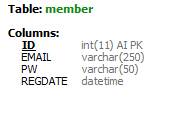 Table: member
Columns:
ID int(11) AI PK
EMAIL varchar(250)
PW varchar(50)
REGDATE datetime